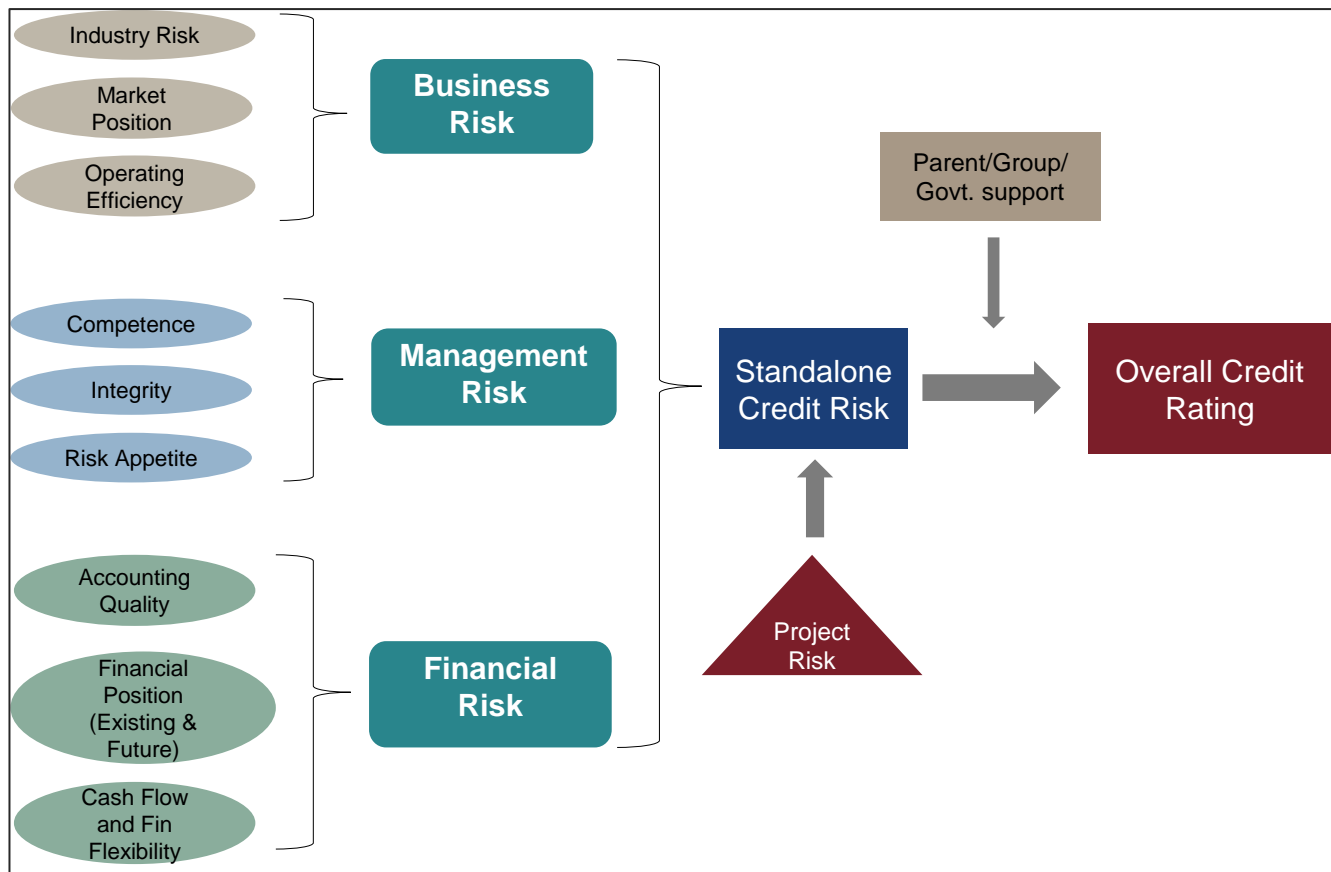 Industry Risk
Market
Position
Operating
Efficiency
Business
Risk
Competence
Integrity
Risk Appetite
Management
Risk
Accounting
Quality
Financial
Position
(Existing &
Future)
Cash Flow
and Fin
Flexibility
Financial
Risk
Parent/Group/
Govt. support
Standalone
Credit Risk
Overall Credit
Rating
Project
Risk